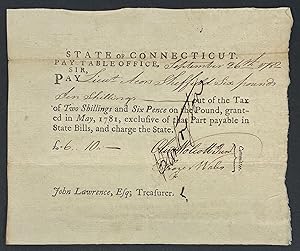 STATE OF CONNECTICUT.
PAY TABLE OFFICE, September 26th, 1782
SIR,
PAY Lieut Aron Six pounds
Ten Shillings out of the Tax
of Two Shillings and Six Pence on the Pound, grant-
ed in May, 1781, exclusive of that Part payable in
State Bills, and charge the State.
£ 6. 10. —
Committee.
John Lawrence, Esq; Treasurer.